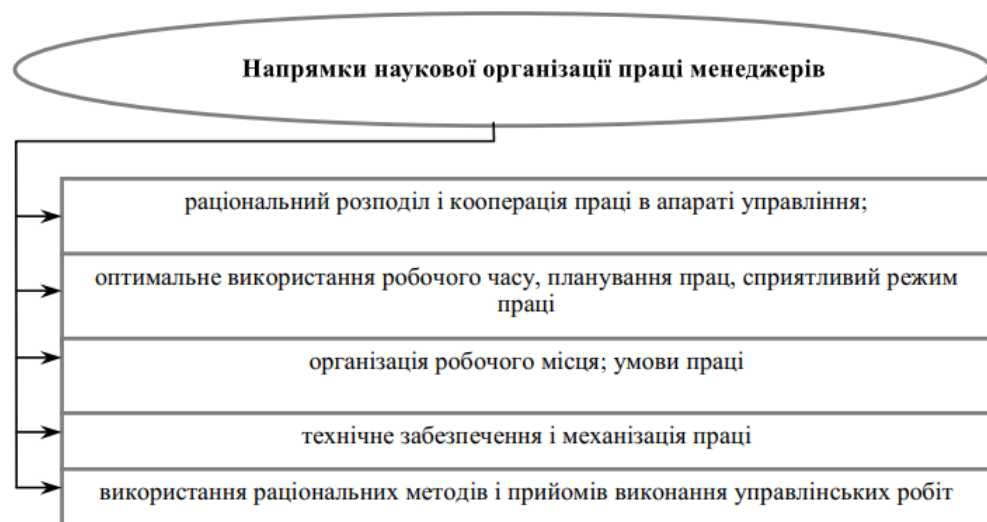 Напрямки наукової організації праці менеджерів
раціональний розподіл і кооперація праці в апараті управління;
оптимальне використання робочого часу, планування прац, сприятливий режим
праці
організація робочого місця; умови праці
технічне забезпечення і механізація праці
використання раціональних методів і прийомів виконання управлінських робіт